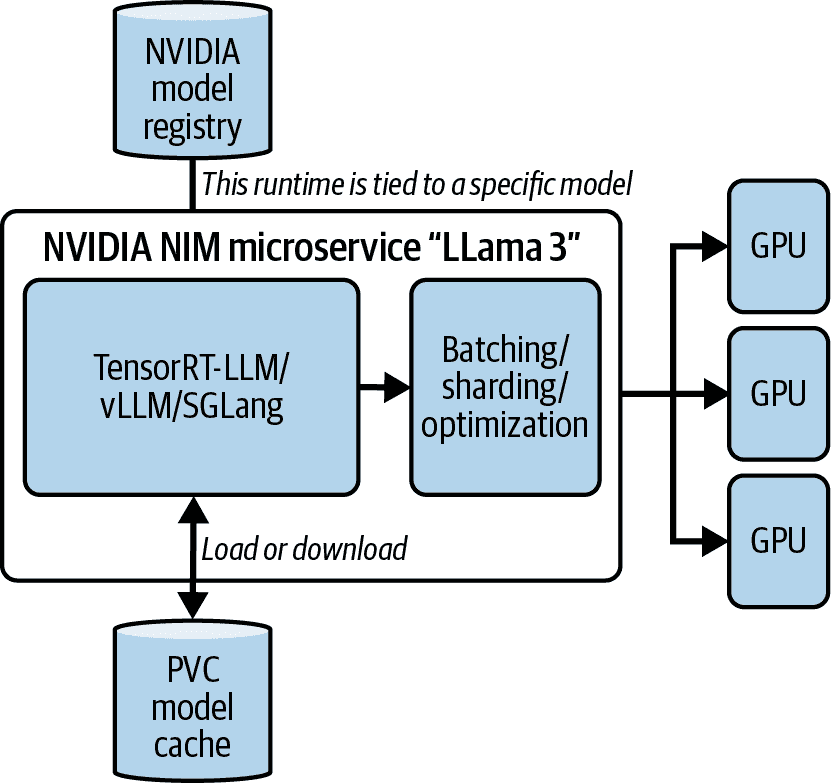 NVIDIA
model
registry
This runtime is tied to a specific model
NVIDIA NIM microservice “LLama 3”
TensorRT-LLM/
vLLM/SGLang
Batching/
sharding/
optimization
GPU
GPU
GPU
Load or download
PVC
model
cache